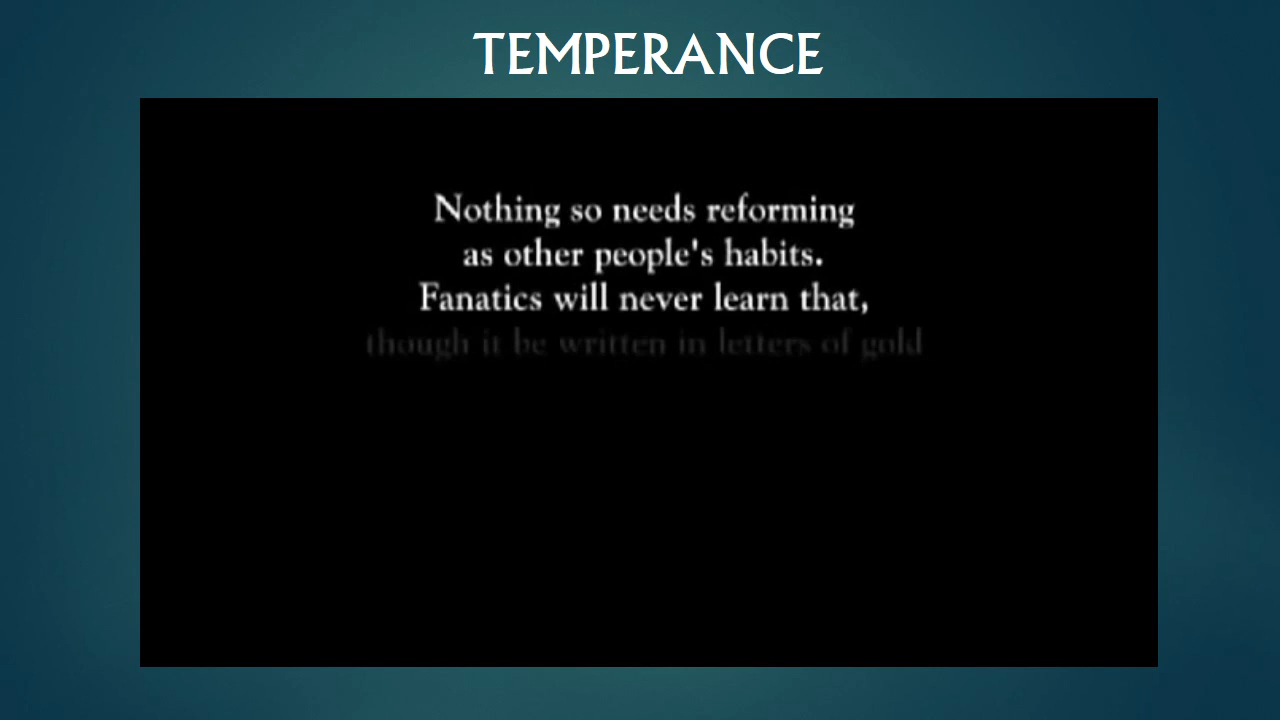 TEMPERANCE
Nothing so needs reforming
as other people's habits.
Fanatics will never learn that,
though it be written in letters of gold